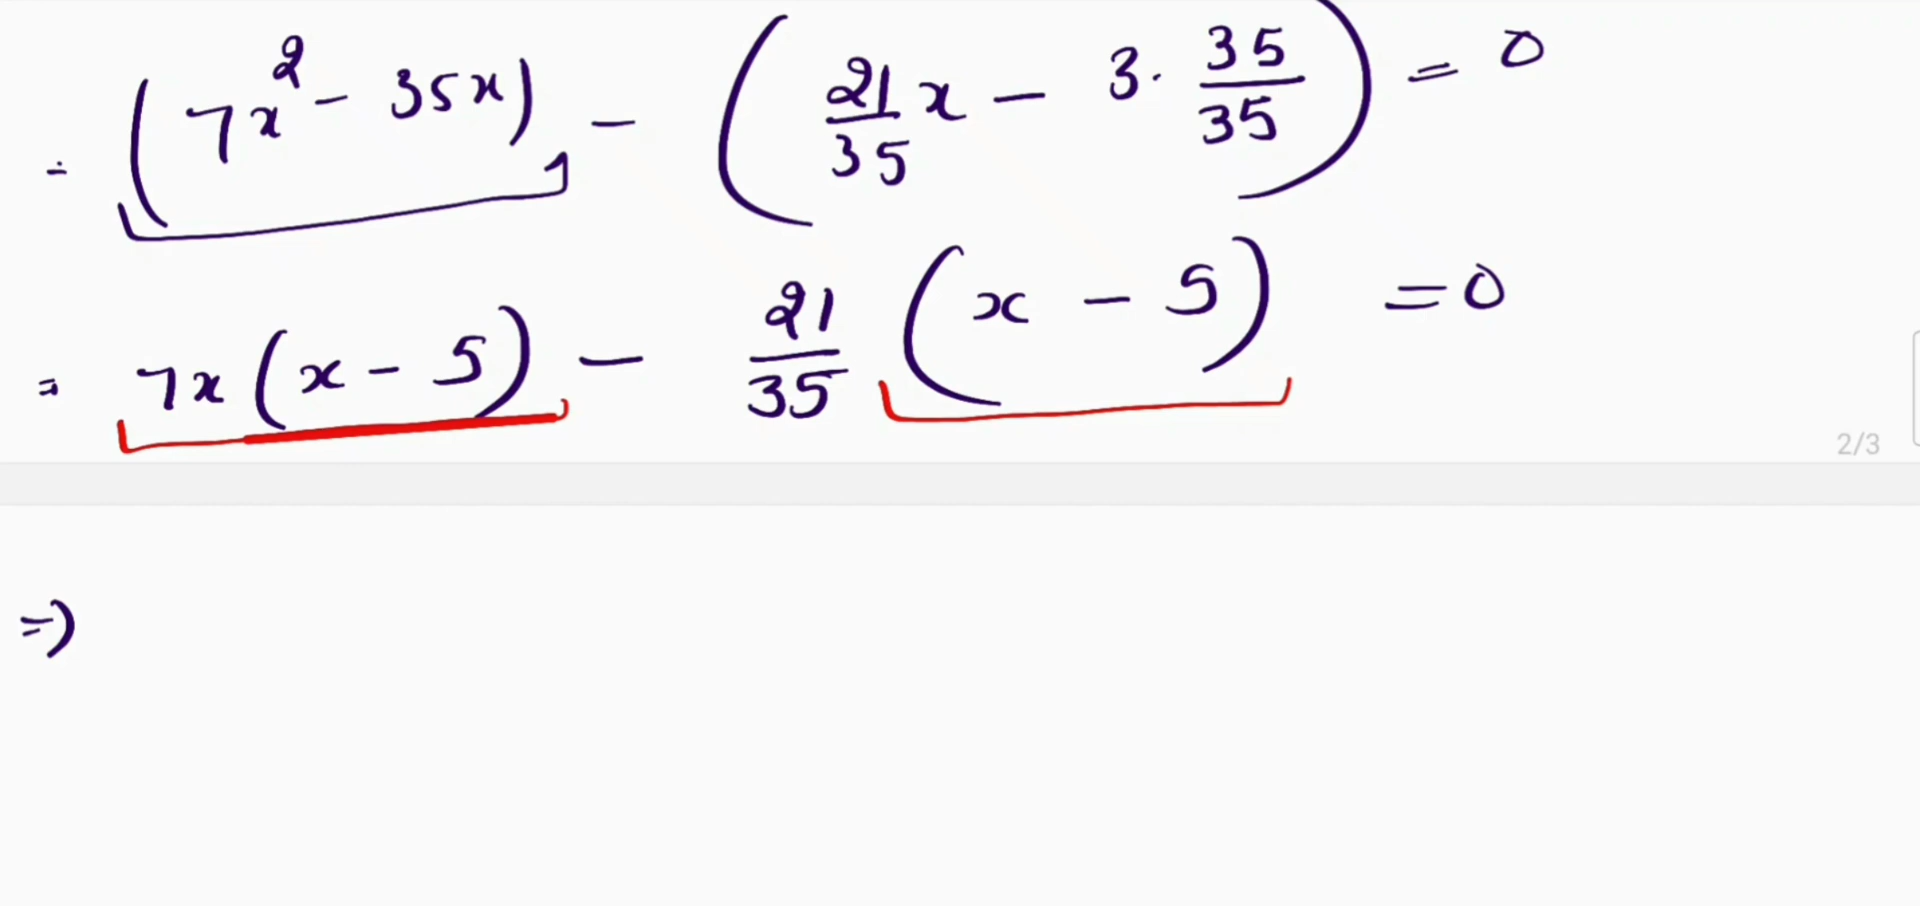 = (7x² - 35x) - (21/35 x - 3. 35/35) = 0
= 7x (x - 5) - 21/35 (x - 5) = 0
2/3
=)